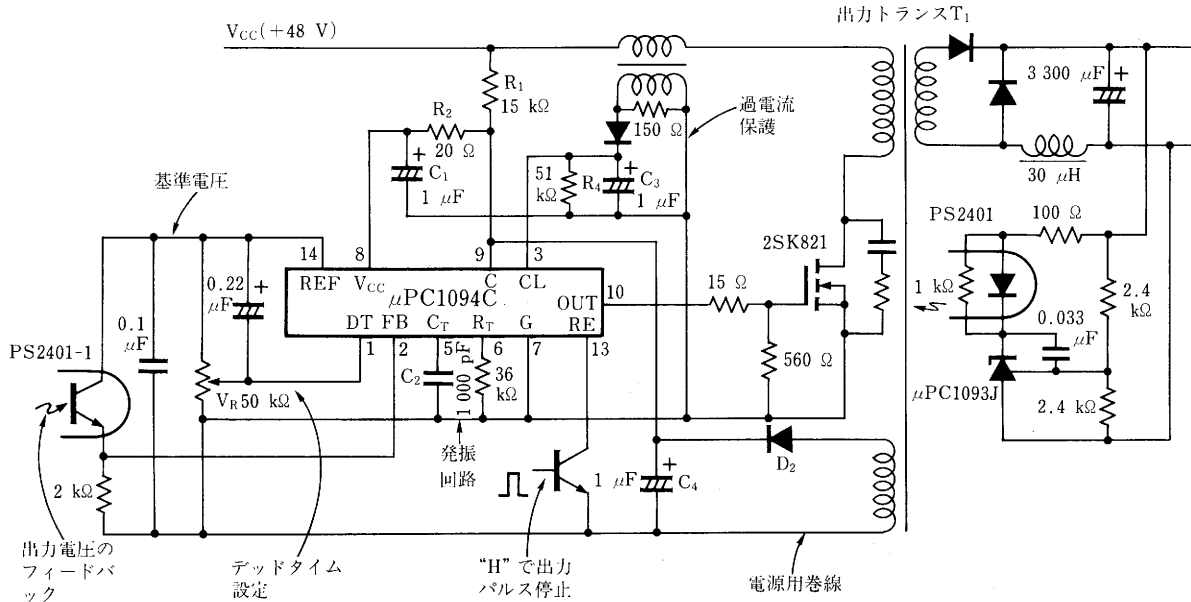 出力トランスT₁
V_CC(+48 V)
R₁
15 kΩ
R₂
20 Ω
+
C₁
1 μF
150 Ω
過電流
保護
51
kΩ
R₄
+
C₃
1 μF
3 300 μF
+
30 μH
基準電圧
PS2401
100 Ω
2SK821
14
8
9
3
REF
V_CC
C
CL
μPC1094C
OUT
10
RE
DT
FB
C_T
R_T
G
1
2
5
6
7
13
15 Ω
560 Ω
1 kΩ
2.4
kΩ
0.033
μF
μPC1093J
2.4 kΩ
0.22
μF
+
0.1
μF
PS2401-1
V_R50 kΩ
C₂
1 000 pF
36
kΩ
発振
回路
2 kΩ
D₂
1 μF
+
C₄
出力電圧の
フィードバ
ック
デッドタイム
設定
“H”で出力
パルス停止
電源用巻線